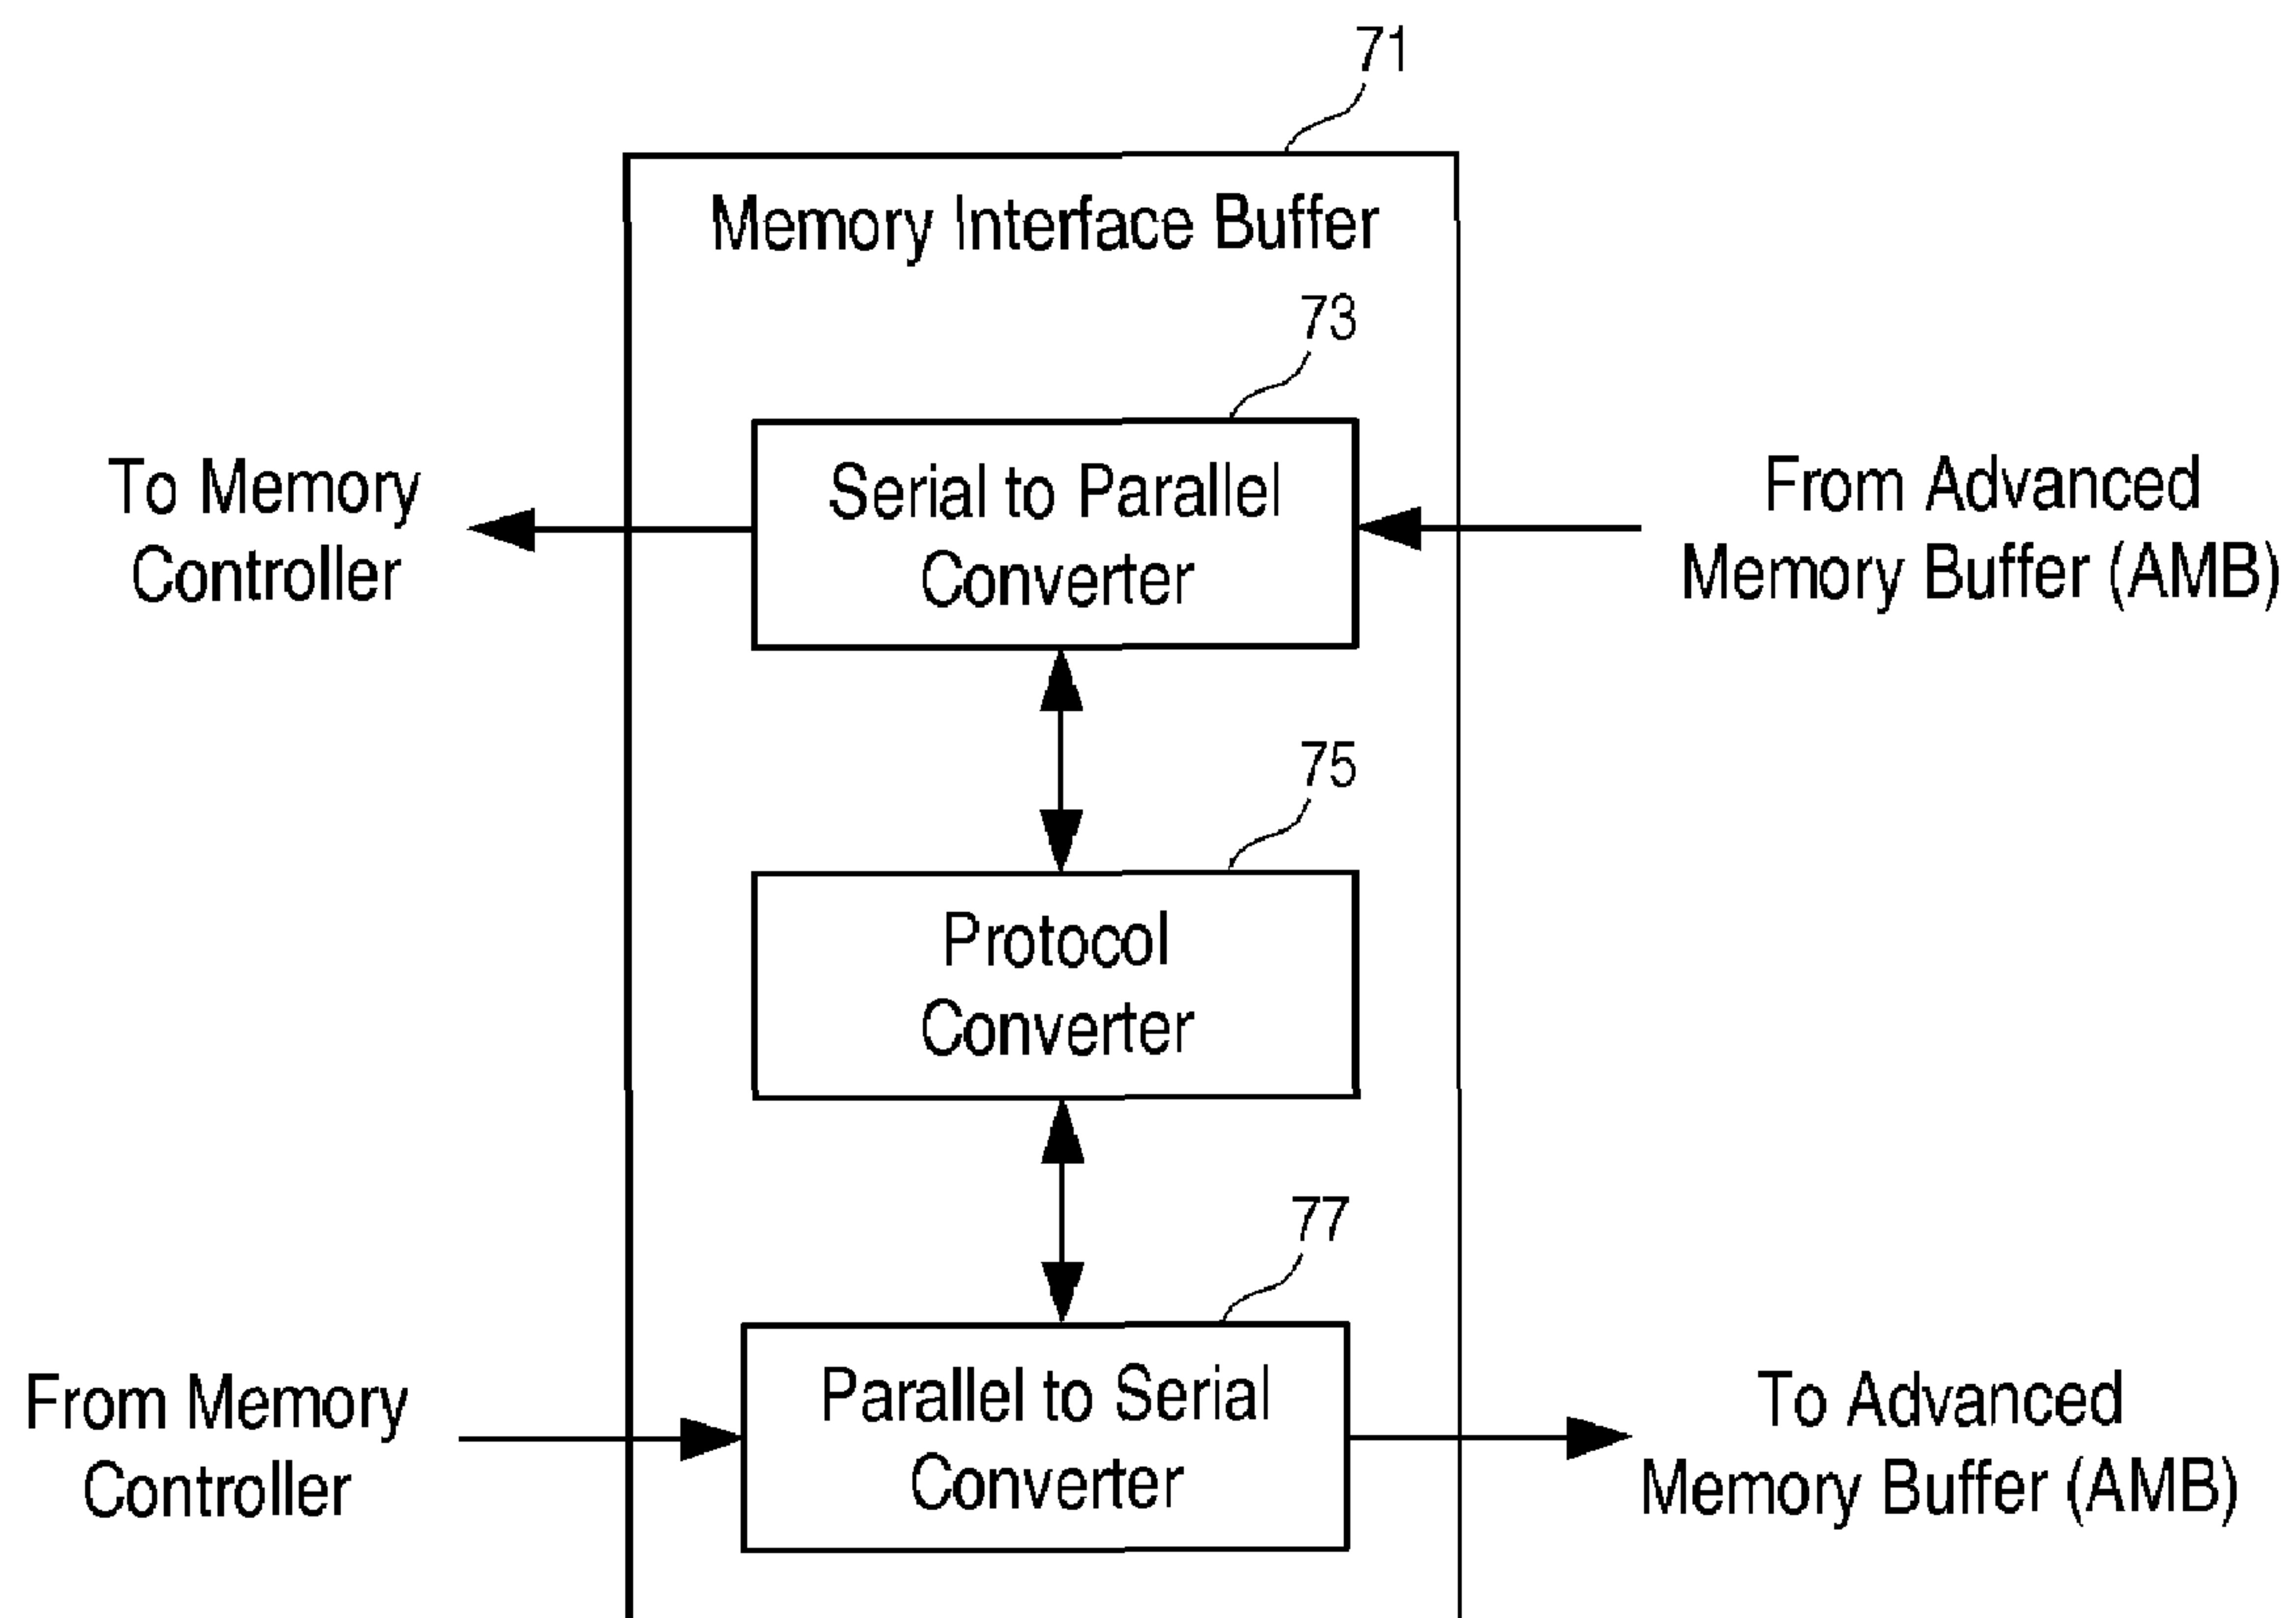 71
Memory Interface Buffer
73
To Memory
Controller
Serial to Parallel
Converter
From Advanced
Memory Buffer (AMB)
75
Protocol
Converter
77
From Memory
Controller
Parallel to Serial
Converter
To Advanced
Memory Buffer (AMB)